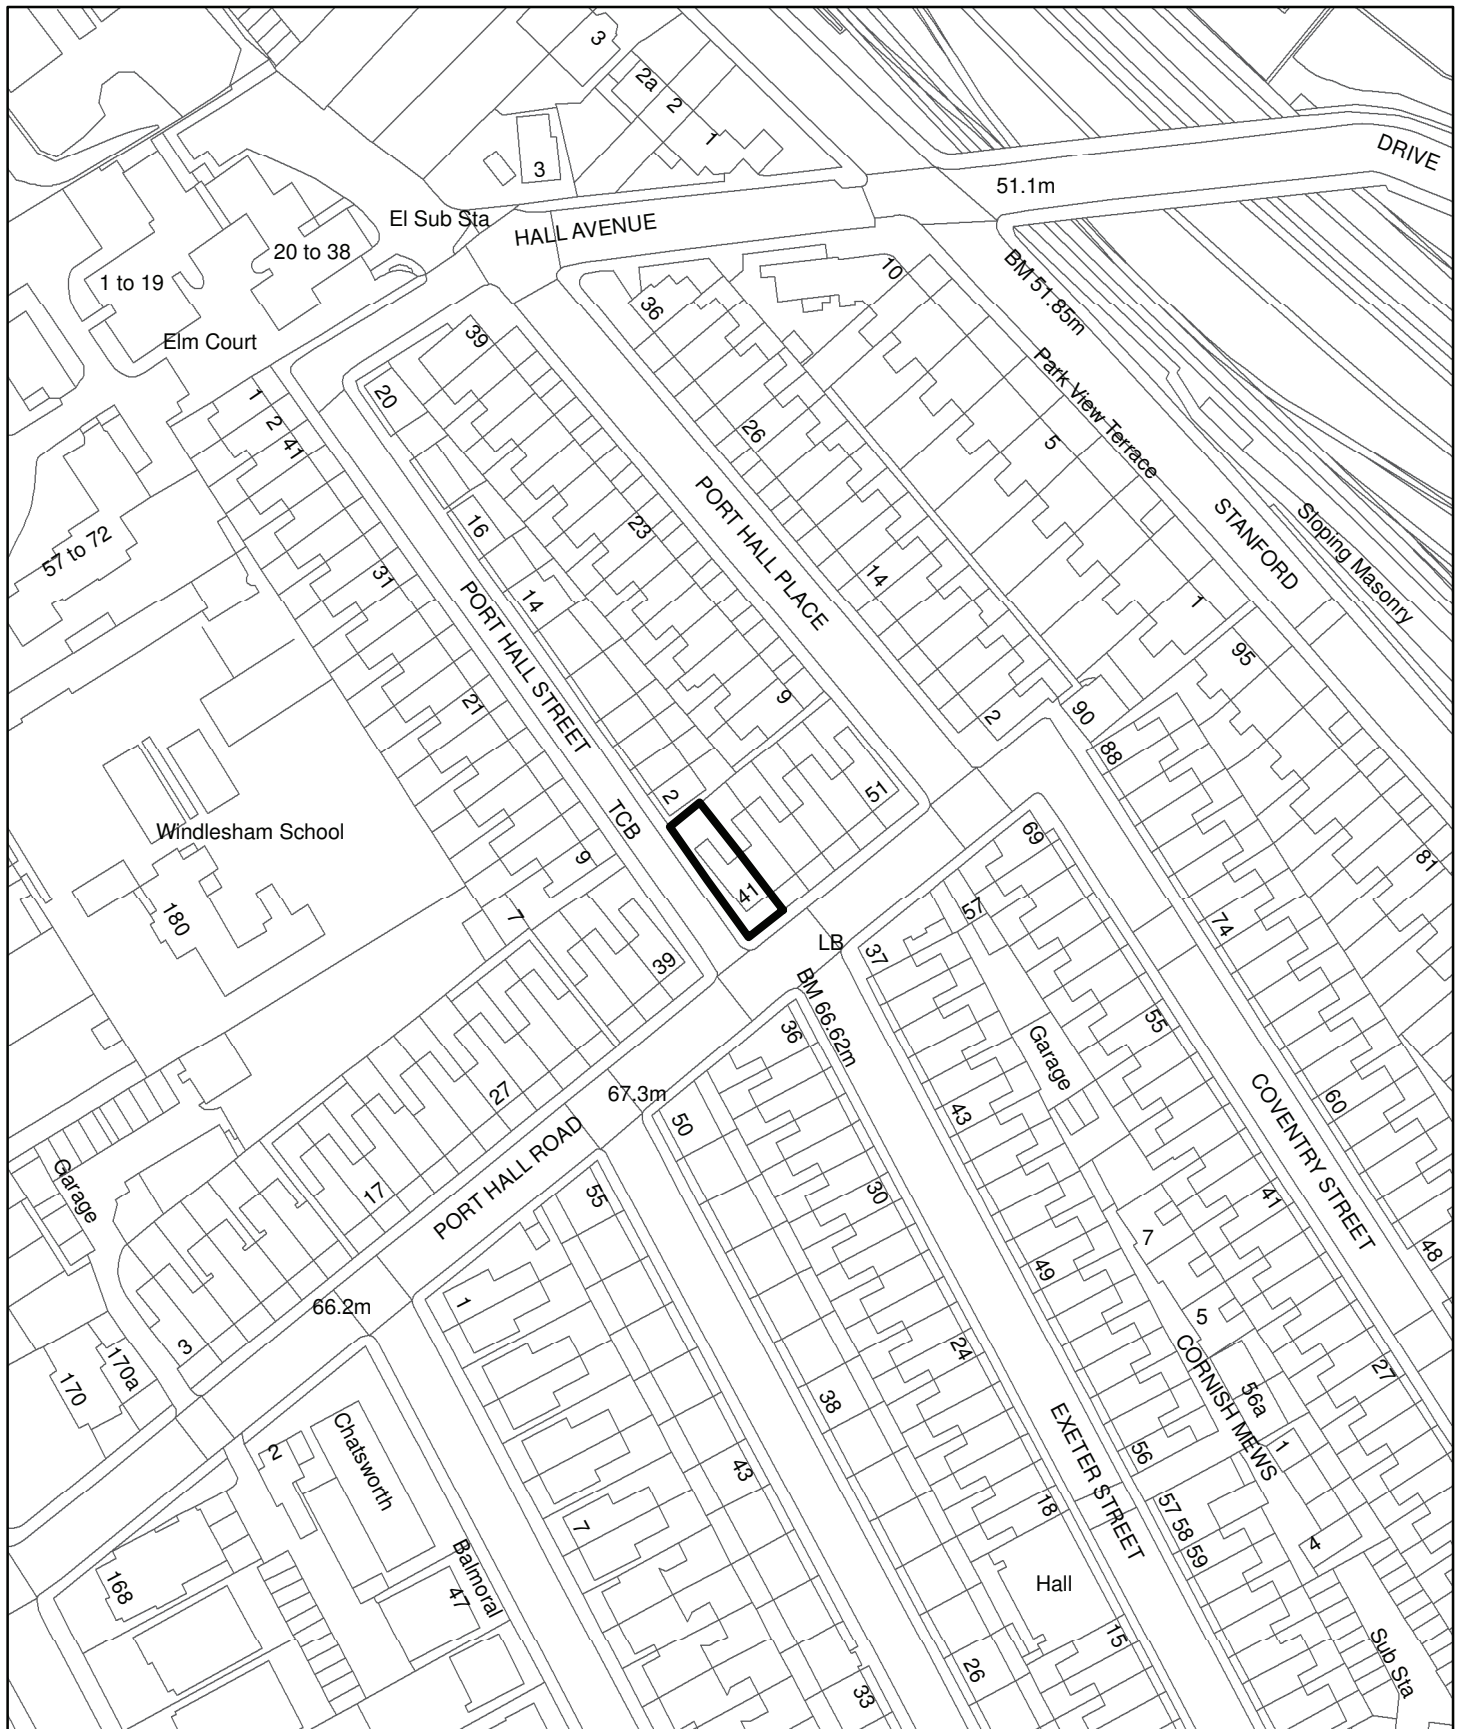 3
2a
2
1
DRIVE
3
51.1m
El Sub Sta
HALL AVENUE
20 to 38
1 to 19
10
BM 51.85m
36
39
Elm Court
20
1
2
41
Park View Terrace
26
5
PORT HALL PLACE
STANFORD
Sloping Masonry
16
23
57 to 72
31
14
14
1
PORT HALL STREET
95
21
9
2
90
88
2
51
TCB
Windlesham School
69
9
81
41
7
180
57
74
LB
37
39
BM 66.62m
55
36
Garage
27
67.3m
43
COVENTRY STREET
60
50
PORT HALL ROAD
Garage
17
55
30
41
7
48
49
1
66.2m
5
3
24
CORNISH MEWS
27
170
170a
38
56a
Chatsworth
EXETER STREET
2
56
1
43
18
57 58 59
7
4
Balmoral
168
47
Hall
15
Sub Sta
26
33